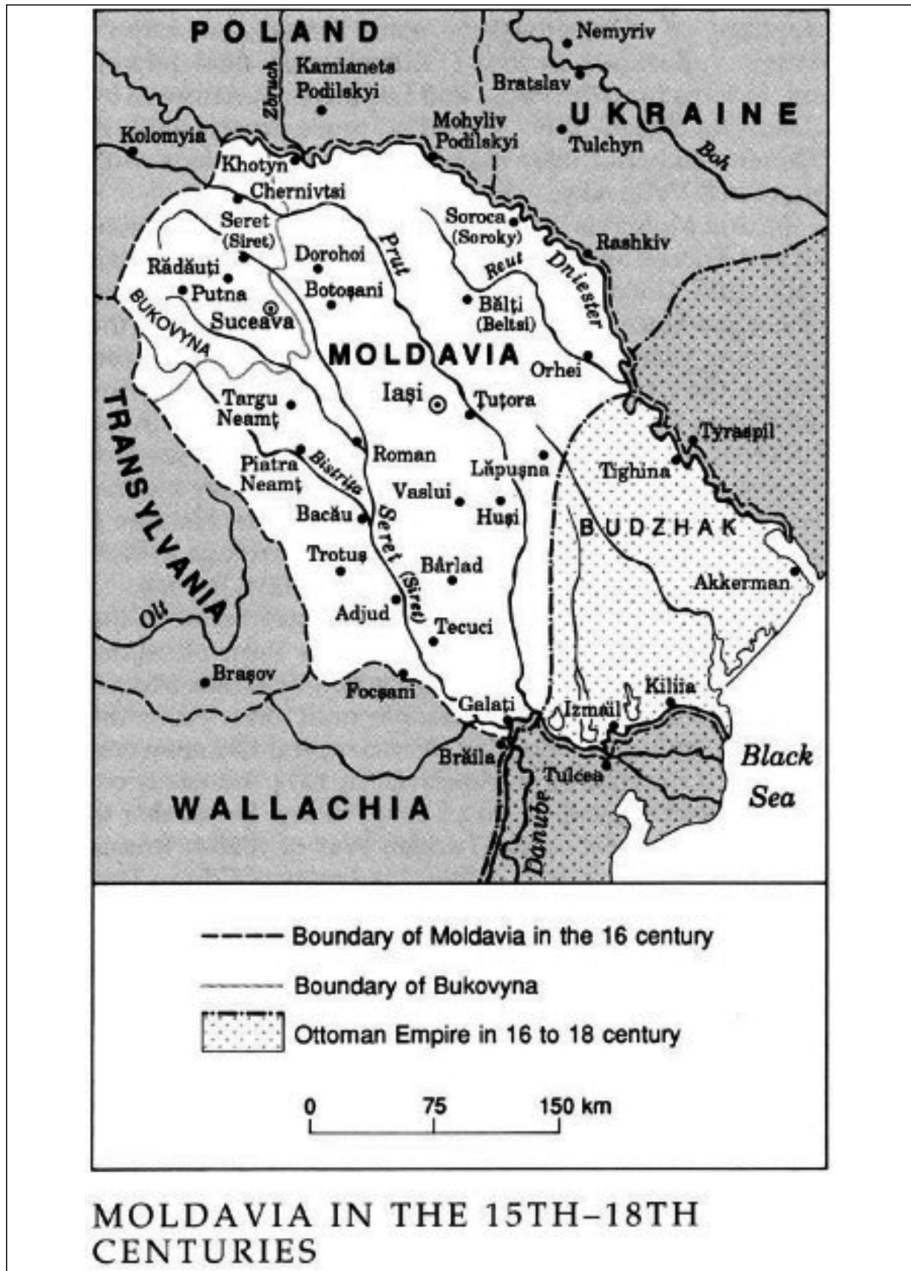 POLAND
Nemyriv
Zbruch
Kamianets
Podilskyi
Bratslav
UKRAINE
Mohyliv
Podilskyi
Tulchyn
Boh
Kolomyia
Khotyn
Chernivtsi
Seret
(Siret)
Soroca
(Soroky)
Rashkiv
Dorohoi
Prut
Reut
Dniester
Rădăuți
Putna
Botoșani
Bălți
(Beltsi)
BUKOVYNA
Suceava
MOLDAVIA
Orhei
TRANSYLVANIA
Targu
Neamț
Iași
Țuțora
Tyraspil
Roman
Lăpușna
Tighina
Piatra
Neamț
Bistrița
Vaslui
Huși
Bacău
Seret
(Siret)
BUDZHAK
Trotuș
Bârlad
Akkerman
Olt
Adjud
Tecuci
Brașov
Focșani
Galați
Izmail
Kiliia
Brăila
Tulcea
Black
Sea
WALLACHIA
Danube
Boundary of Moldavia in the 16 century
Boundary of Bukovyna
Ottoman Empire in 16 to 18 century
0 75 150 km
MOLDAVIA IN THE 15TH–18TH
CENTURIES